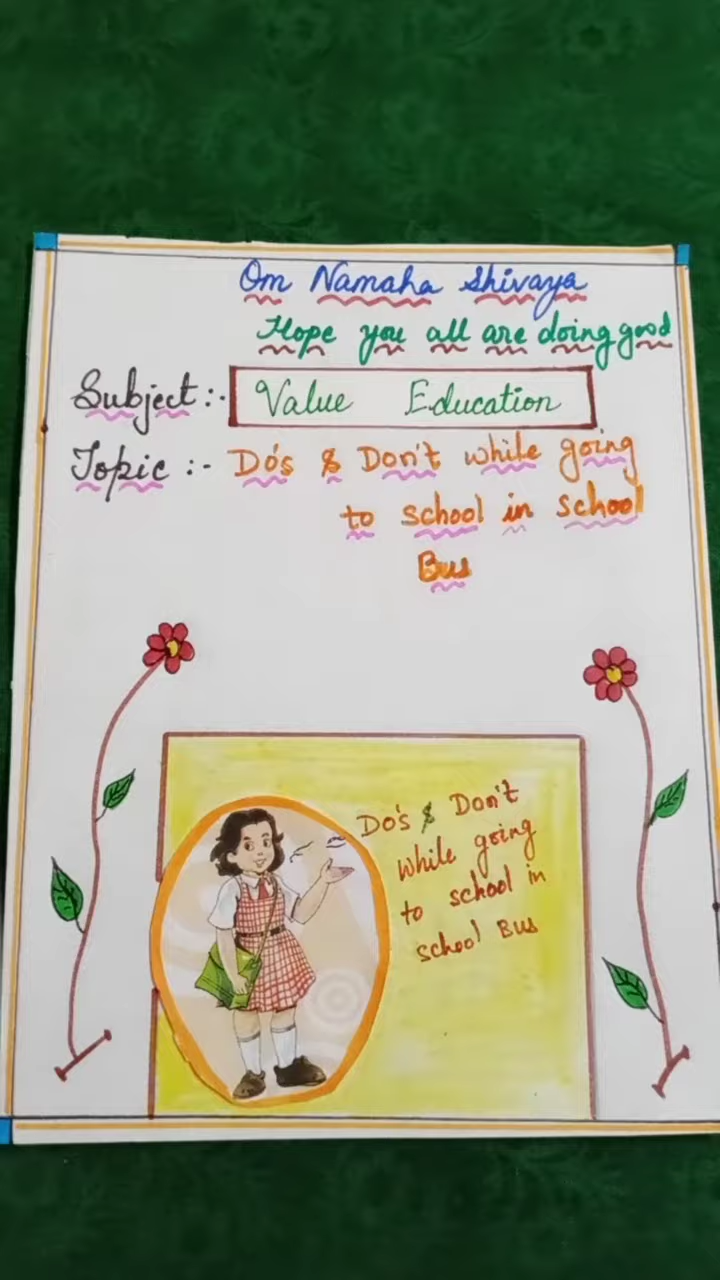 Om Namaha Shivaya
Hope you all are doing good
Subject :- Value Education
Topic :- Do's & Don't while going
to school in school
Bus
Do's & Don't
while going
to school in
school Bus